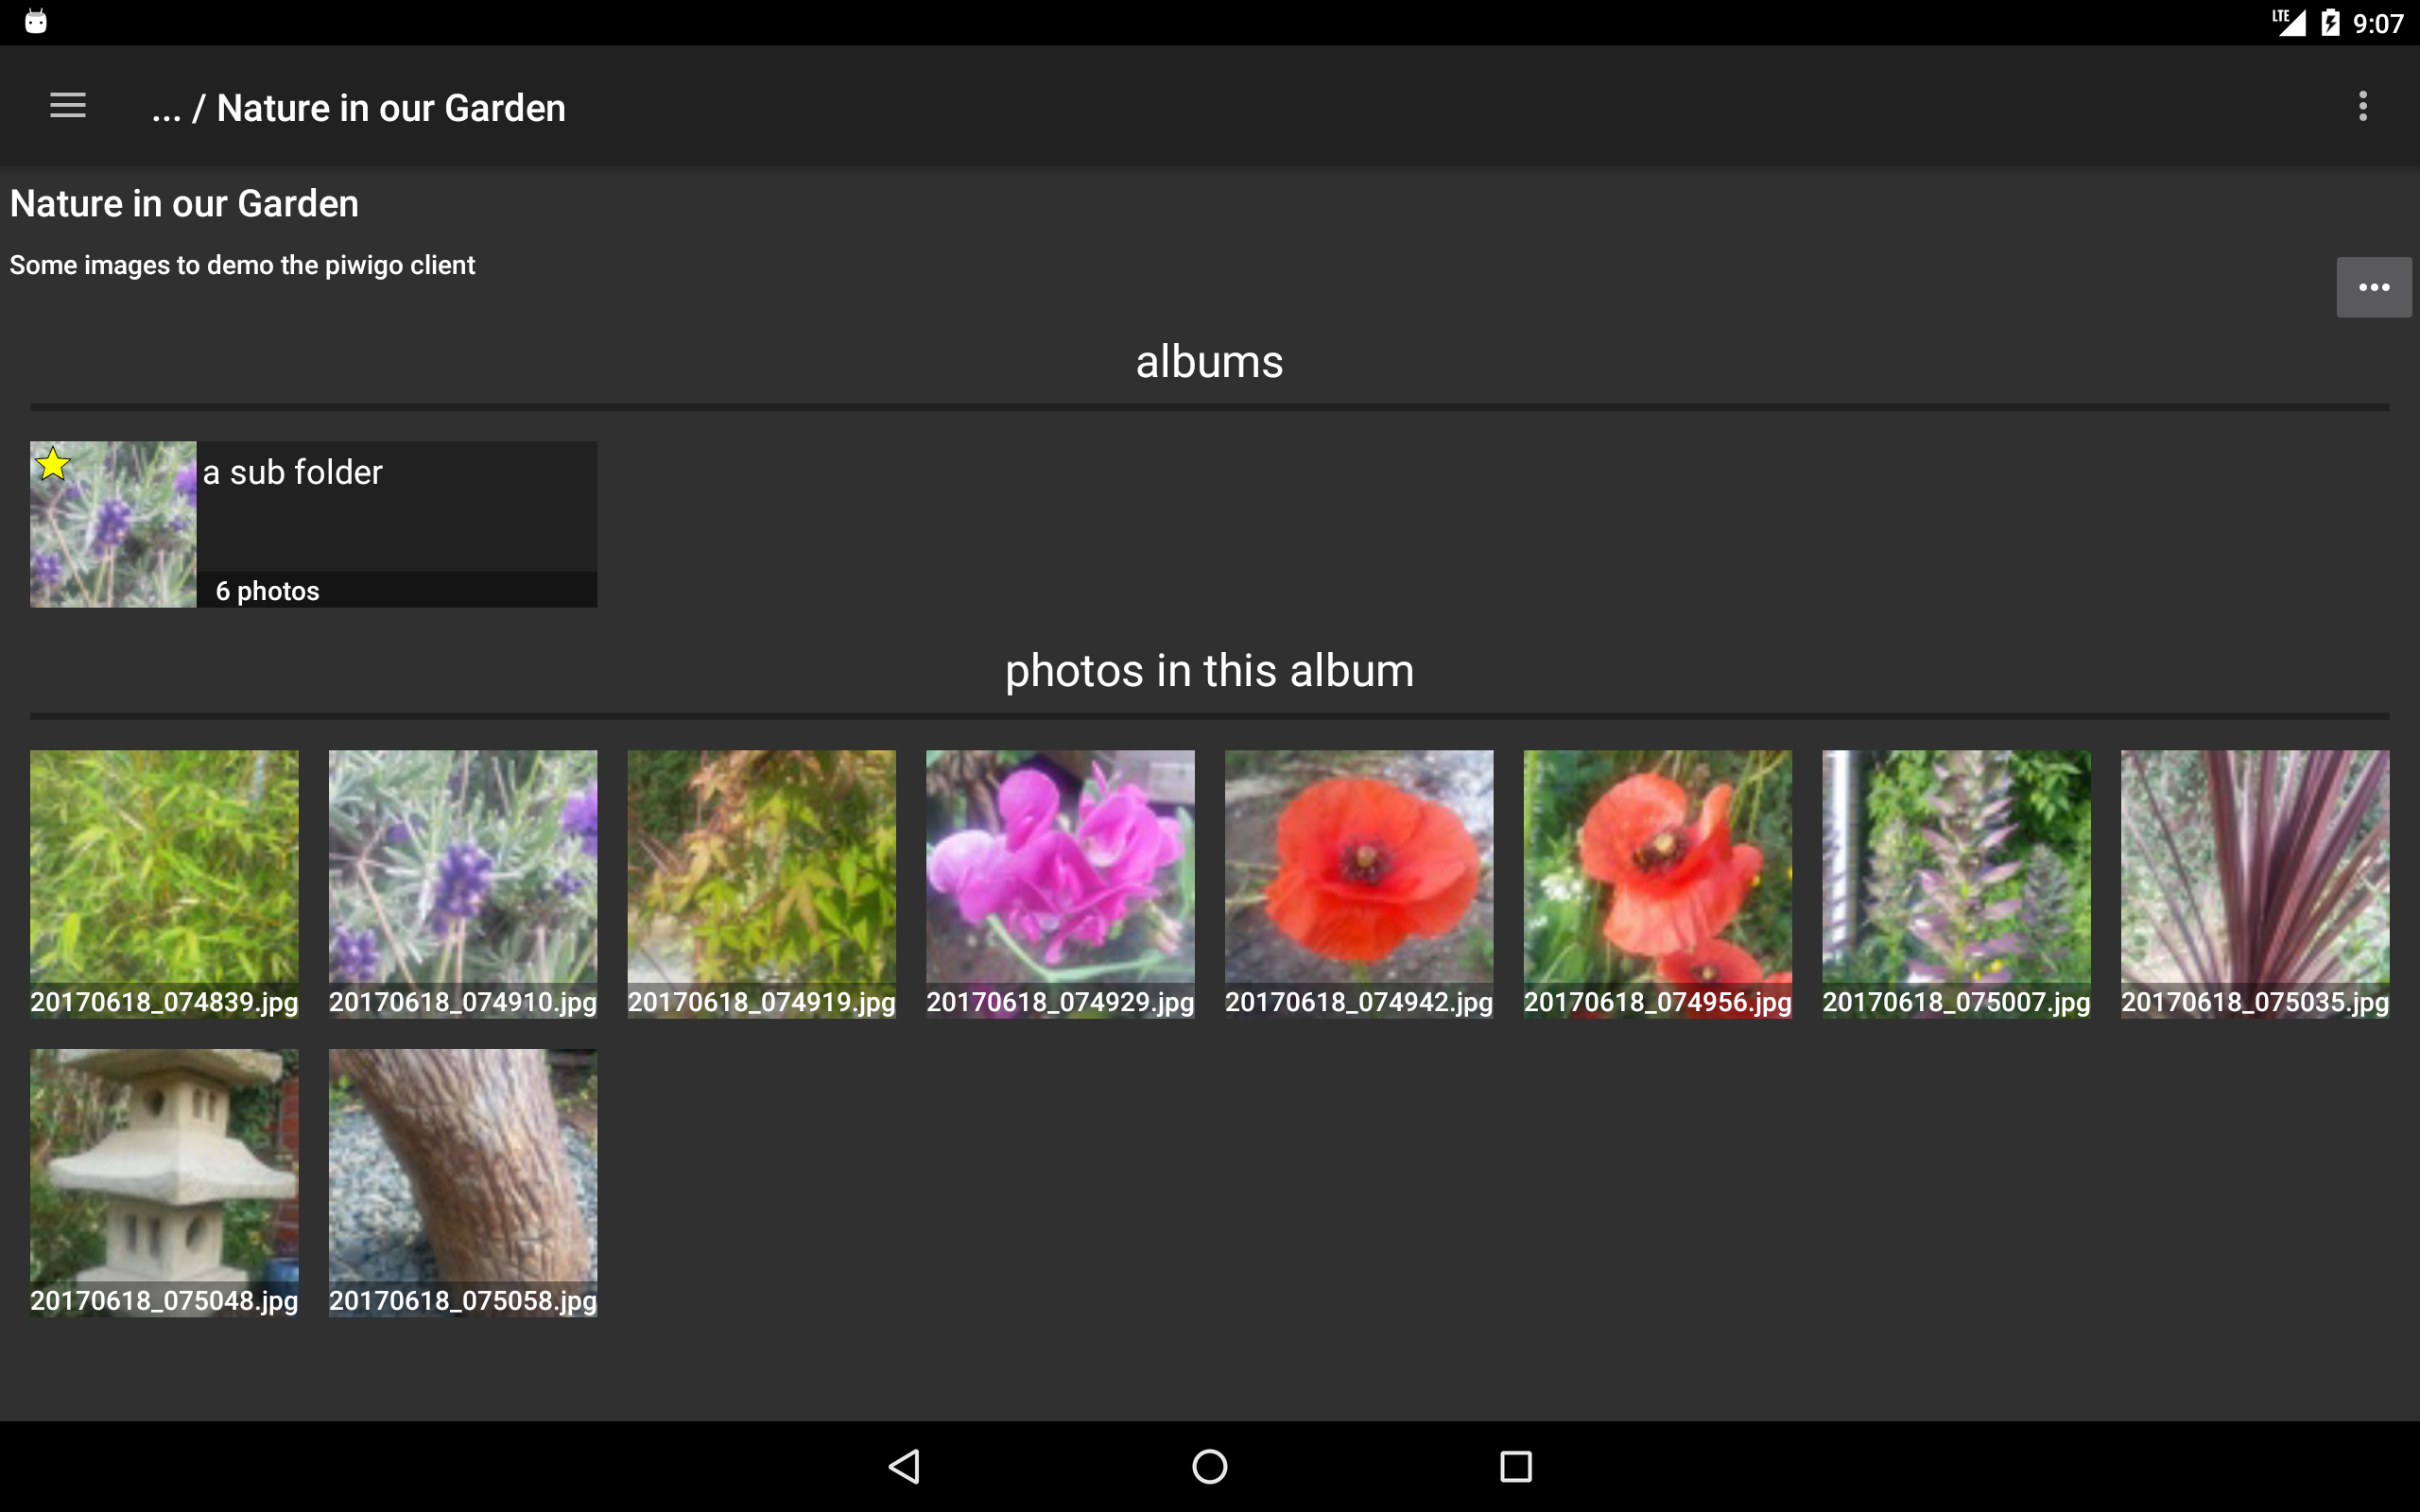 LTE 9:07
... / Nature in our Garden
Nature in our Garden
Some images to demo the piwigo client
albums
a sub folder
6 photos
photos in this album
20170618_074839.jpg 20170618_074910.jpg 20170618_074919.jpg 20170618_074929.jpg 20170618_074942.jpg 20170618_074956.jpg 20170618_075007.jpg 20170618_075035.jpg
20170618_075048.jpg 20170618_075058.jpg